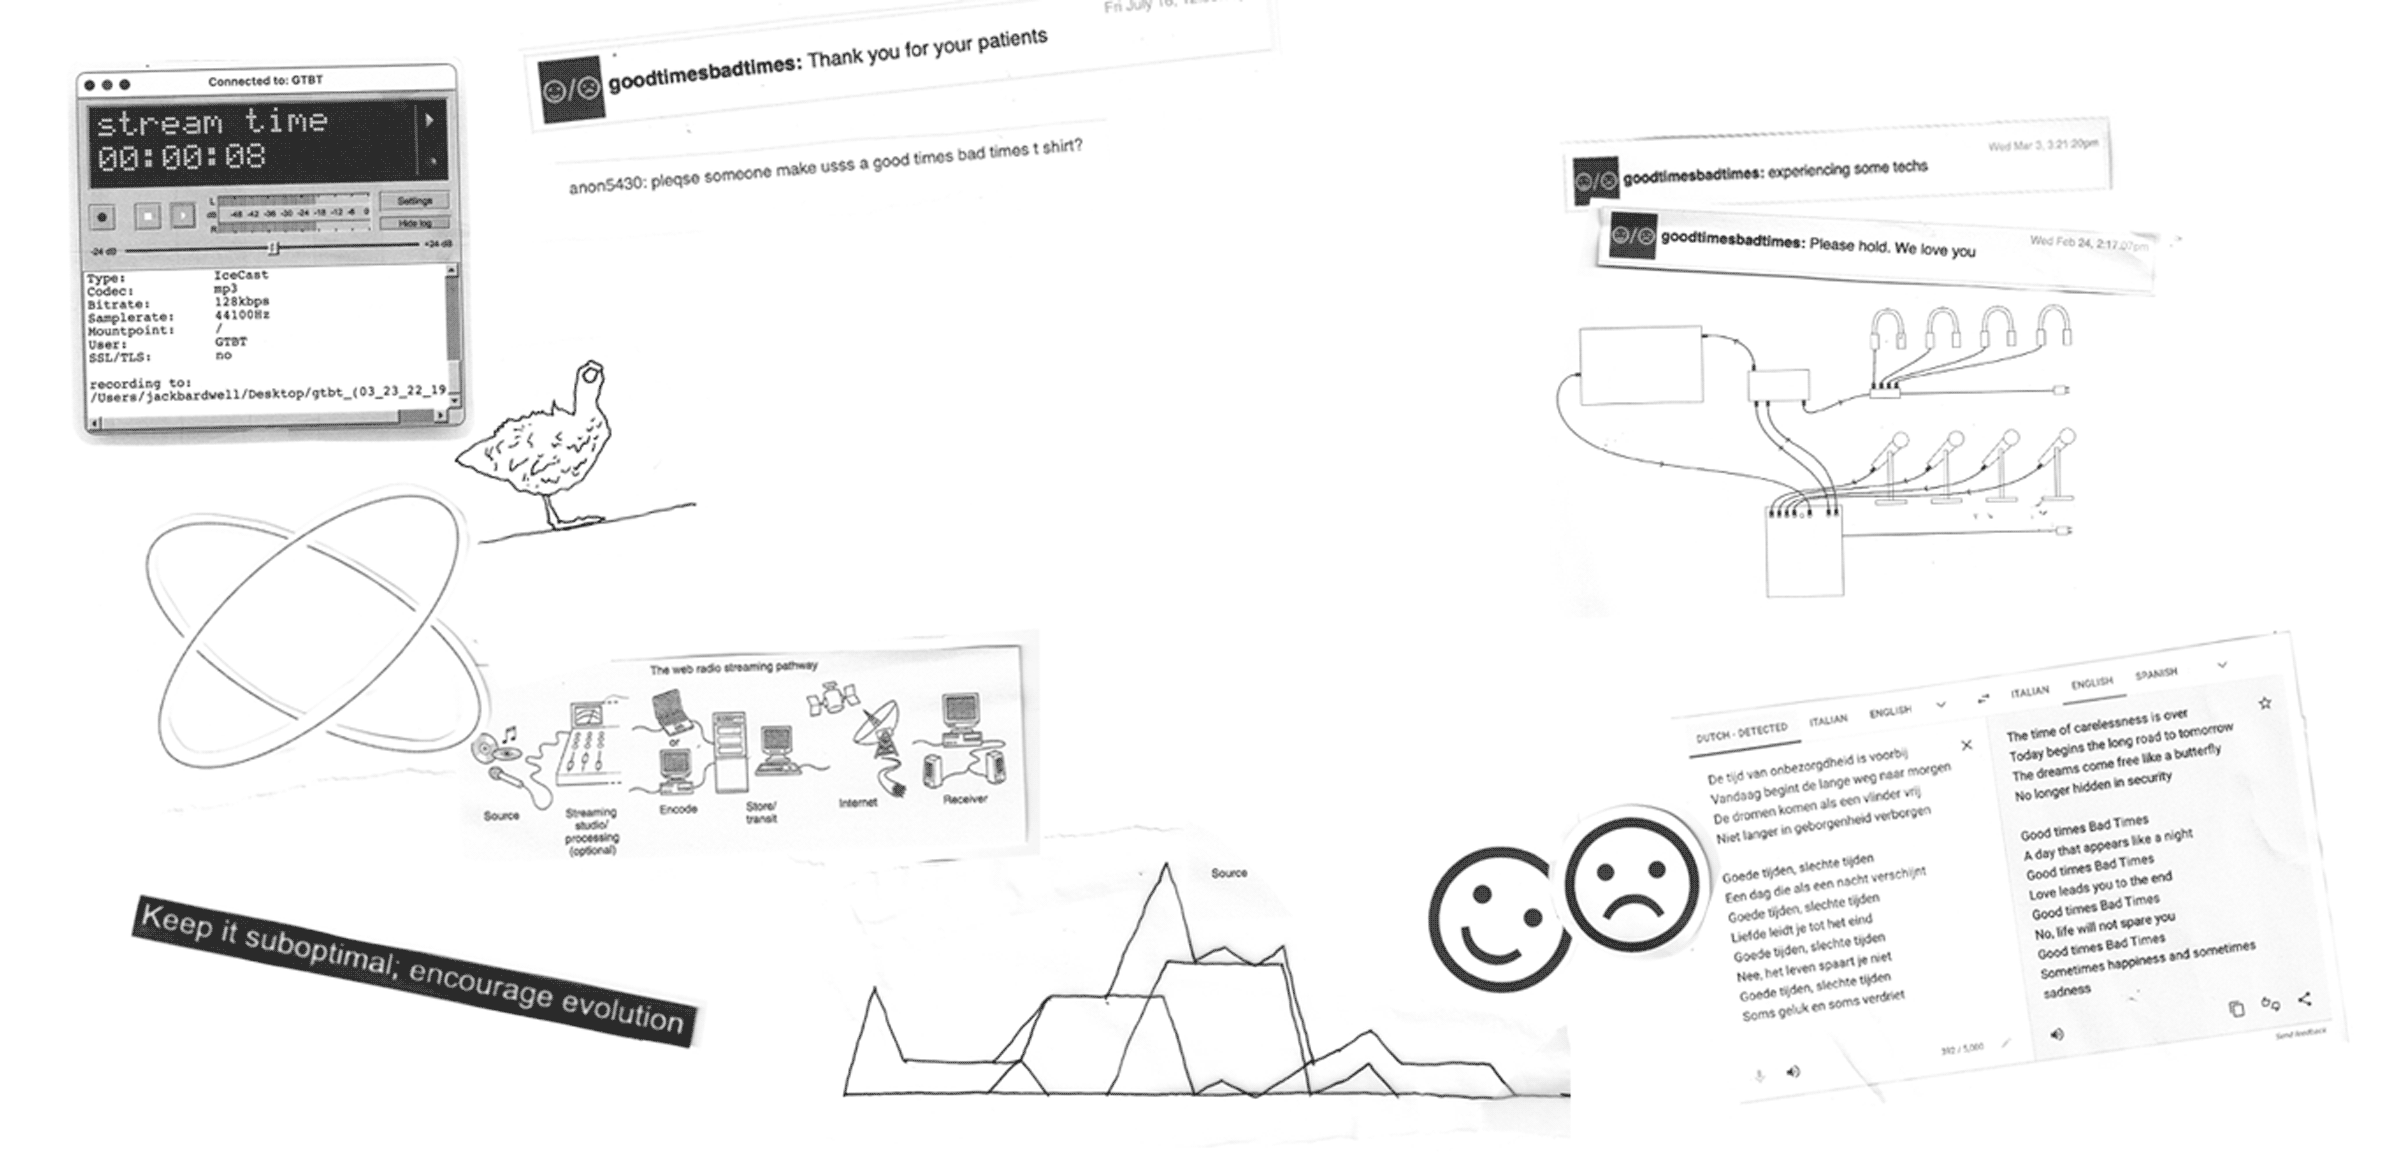 Fri July 16,
goodtimesbadtimes: Thank you for your patients
anon5430: pleqse someone make usss a good times bad times t shirt?
Connected to: GTBT
stream time
00:00:08
L
dB -48 -42 -36 -30 -24 -18 -12 -6 0
R
Settings
Hide log
-24 dB
+24 dB
Type: IceCast
Codec: mp3
Bitrate: 128kbps
Samplerate: 44100Hz
Mountpoint: /
User: GTBT
SSL/TLS: no
recording to:
/Users/jackbardwell/Desktop/gtbt_(03_23_22_19
Wed Mar 3, 3:21:20pm
goodtimesbadtimes: experiencing some techs
Wed Feb 24, 2:17:07pm
goodtimesbadtimes: Please hold. We love you
The web radio streaming pathway
or
Source
Streaming
studio/
processing
(optional)
Encode
Store/
transit
Internet
Receiver
Keep it suboptimal; encourage evolution
Source
DUTCH - DETECTED ITALIAN ENGLISH
ITALIAN ENGLISH SPANISH
De tijd van onbezorgdheid is voorbij
Vandaag begint de lange weg naar morgen
De dromen komen als een vlinder vrij
Niet langer in geborgenheid verborgen
Goede tijden, slechte tijden
Een dag die als een nacht verschijnt
Goede tijden, slechte tijden
Liefde leidt je tot het eind
Goede tijden, slechte tijden
Nee, het leven spaart je niet
Goede tijden, slechte tijden
Soms geluk en soms verdriet
392 / 5,000
The time of carelessness is over
Today begins the long road to tomorrow
The dreams come free like a butterfly
No longer hidden in security
Good times Bad Times
A day that appears like a night
Good times Bad Times
Love leads you to the end
Good times Bad Times
No, life will not spare you
Good times Bad Times
Sometimes happiness and sometimes
sadness
Send feedback